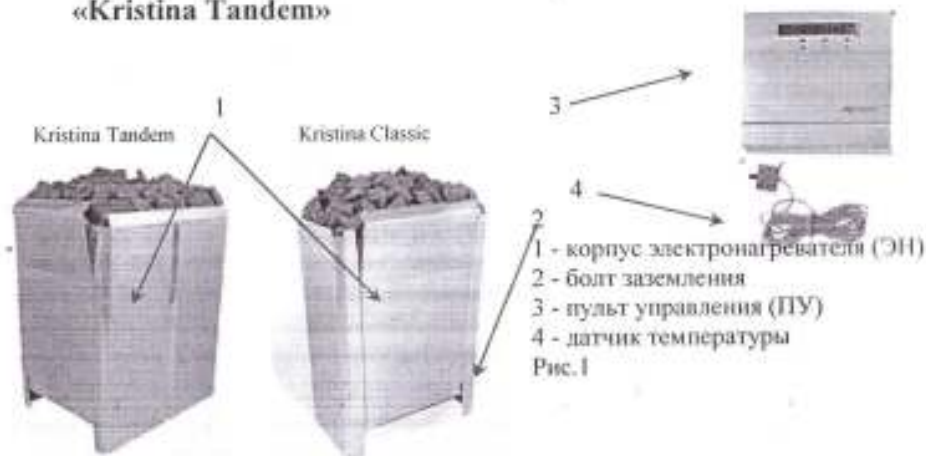 «Kristina Tandem»
1
3
Kristina Tandem
Kristina Classic
4
2
1 - корпус электронагревателя (ЭН)
2 - болт заземления
3 - пульт управления (ПУ)
4 - датчик температуры
Рис.1